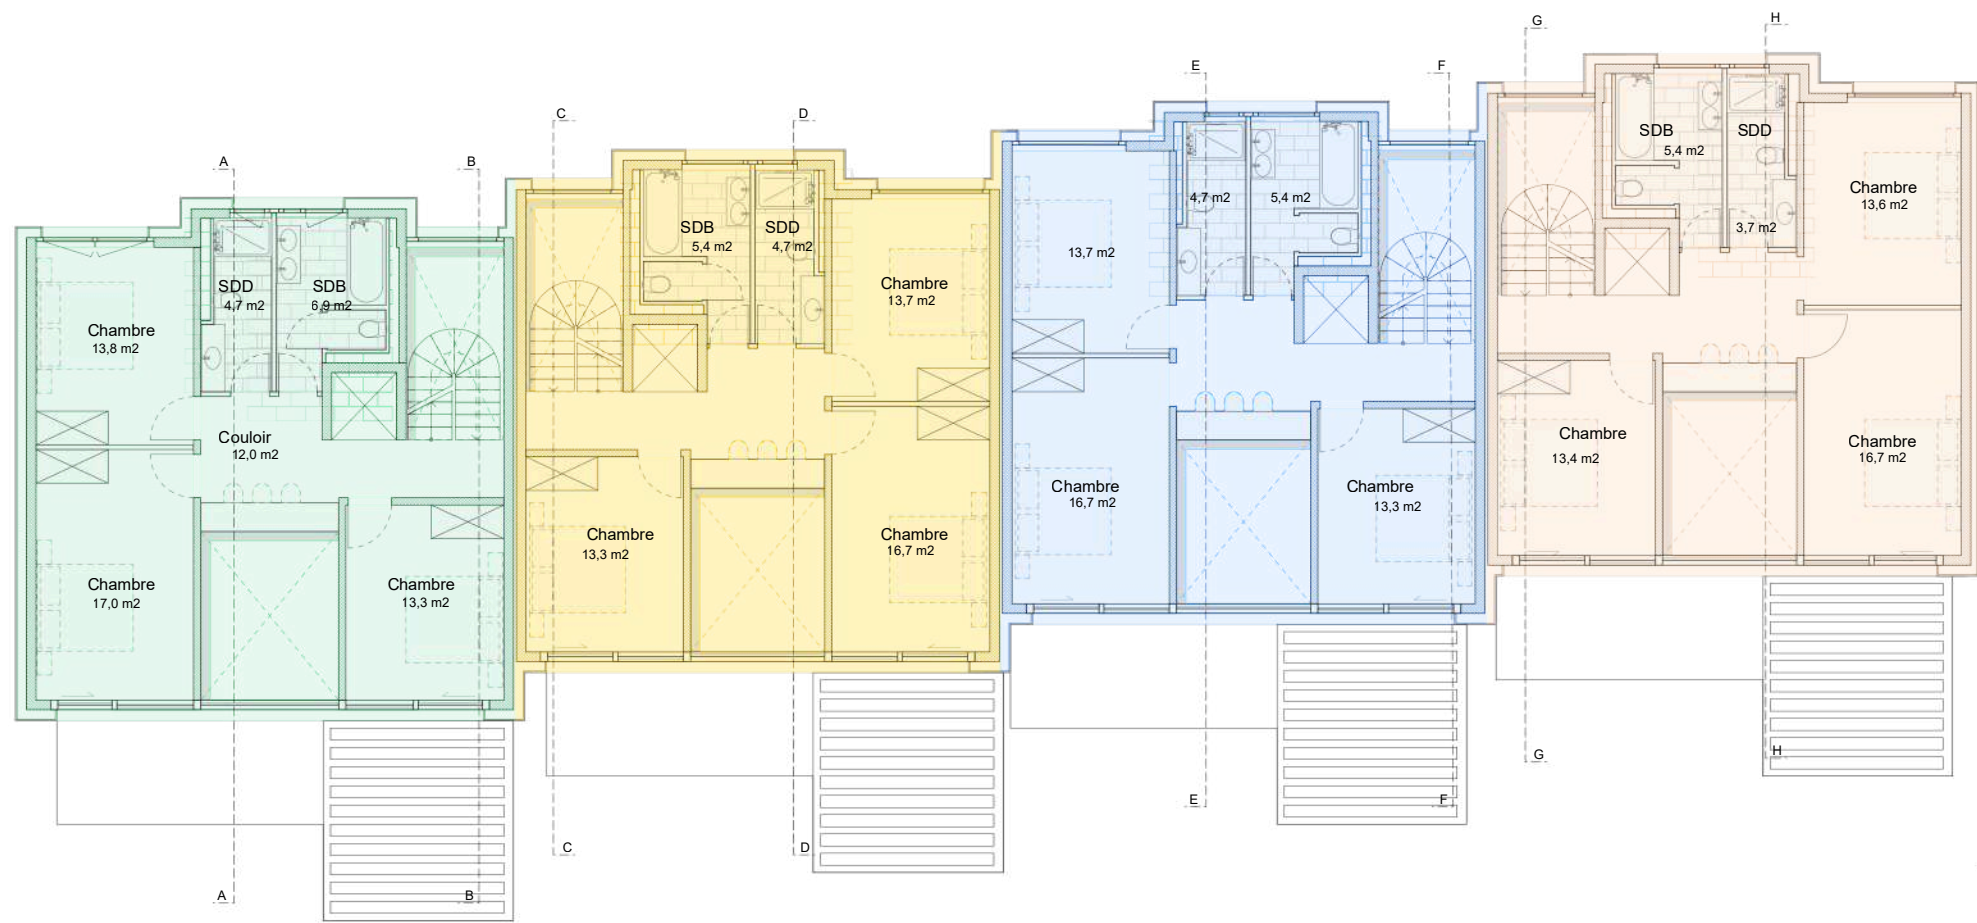 H
G
E
F
C
D
A
B
SDB
5,4 m2
SDD
3,7 m2
Chambre
13,6 m2
Chambre
13,4 m2
Chambre
16,7 m2
4,7 m2
5,4 m2
13,7 m2
Chambre
16,7 m2
Chambre
13,3 m2
SDB
5,4 m2
SDD
4,7 m2
Chambre
13,7 m2
Chambre
13,3 m2
Chambre
16,7 m2
SDD
4,7 m2
SDB
6,9 m2
Chambre
13,8 m2
Couloir
12,0 m2
Chambre
17,0 m2
Chambre
13,3 m2
H
G
E
F
C
D
A
B